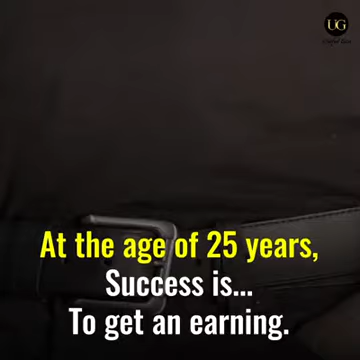 UG
At the age of 25 years,
Success is...
To get an earning.